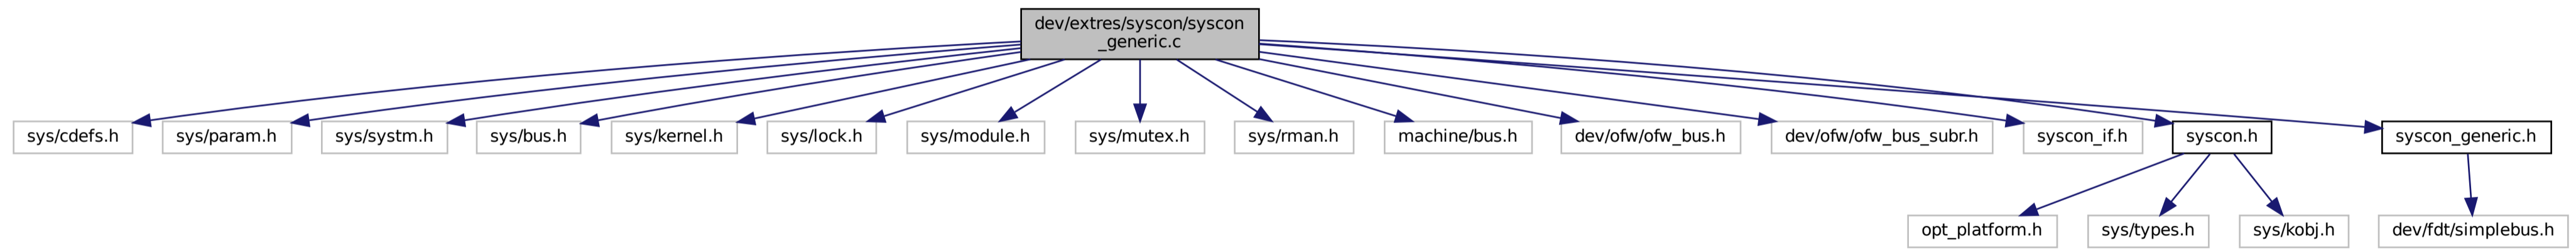 dev/extres/syscon/syscon
_generic.c
sys/cdefs.h
sys/param.h
sys/systm.h
sys/bus.h
sys/kernel.h
sys/lock.h
sys/module.h
sys/mutex.h
sys/rman.h
machine/bus.h
dev/ofw/ofw_bus.h
dev/ofw/ofw_bus_subr.h
syscon_if.h
syscon.h
syscon_generic.h
opt_platform.h
sys/types.h
sys/kobj.h
dev/fdt/simplebus.h